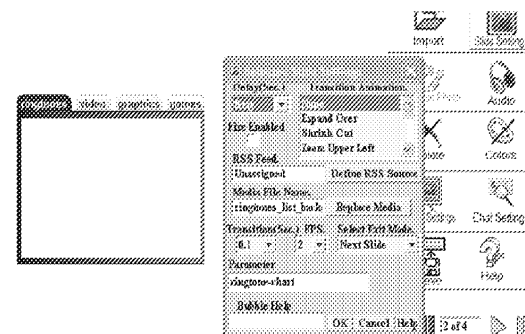 Import Slide Setting
video graphics games
Delay(Sec.) Transition Animation.
Audio
Expand Over
Fire Enabled
Shrink Out
Zoom Upper Left
Colors
RSS Feed.
Unassigned Define RSS Source
Media File Name.
ringtones_list_back Replace Media
Chat Setting
Transition(Sec.) FPS. Select Exit Mode.
0.1 2 Next Slide
Parameter
ringtone-chart
Help
Bubble Help
OK Cancel Help
2 of 4